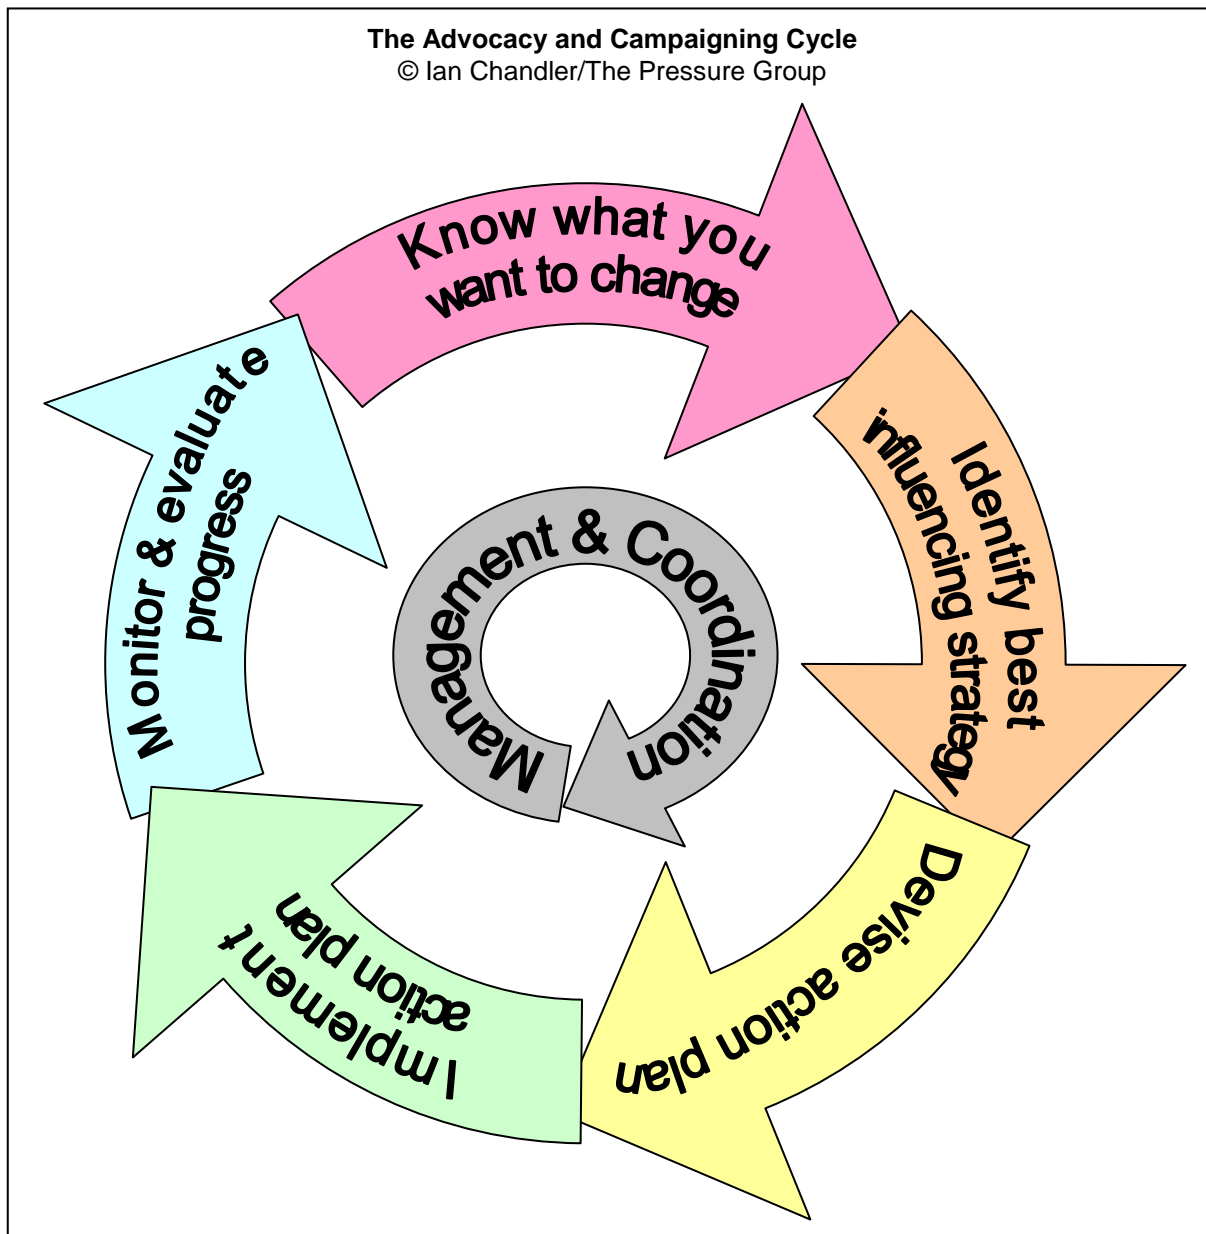 The Advocacy and Campaigning Cycle
© Ian Chandler/The Pressure Group
Know what you
want to change
Identify best
influencing strategy
Devise action plan
Implement
action plan
Monitor & evaluate
progress
Management & Coordination